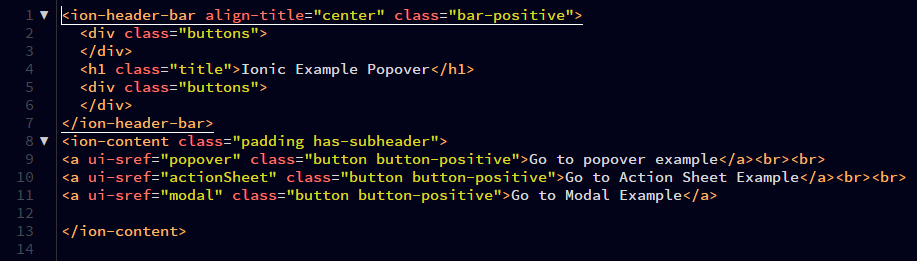 1 ▼ <ion-header-bar align-title="center" class="bar-positive">
2 <div class="buttons">
3 </div>
4 <h1 class="title">Ionic Example Popover</h1>
5 <div class="buttons">
6 </div>
7 </ion-header-bar>
8 ▼ <ion-content class="padding has-subheader">
9 <a ui-sref="popover" class="button button-positive">Go to popover example</a><br><br>
10 <a ui-sref="actionSheet" class="button button-positive">Go to Action Sheet Example</a><br><br>
11 <a ui-sref="modal" class="button button-positive">Go to Modal Example</a>
12
13 </ion-content>
14